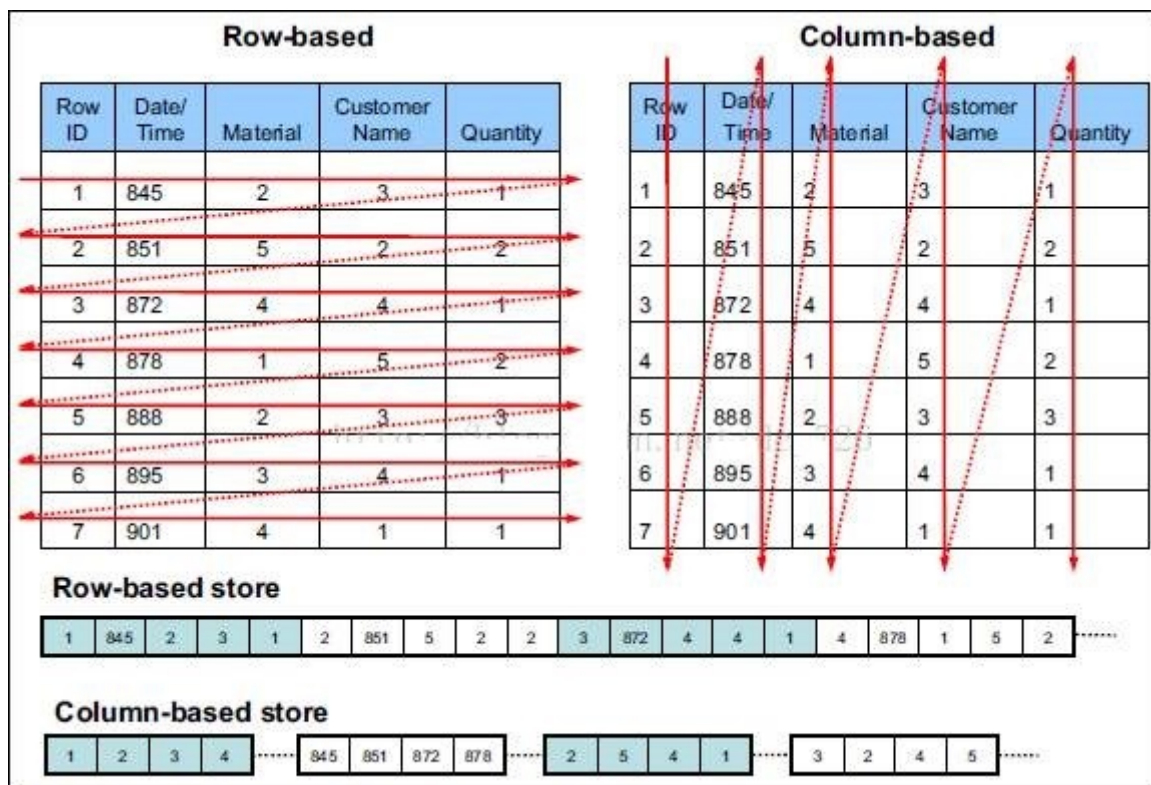 Row-based
Column-based
Row ID Date/ Time Material Customer Name Quantity
1 845 2 3 1
2 851 5 2 2
3 872 4 4 1
4 878 1 5 2
5 888 2 3 3
6 895 3 4 1
7 901 4 1 1
Row ID Date/ Time Material Customer Name Quantity
1 845 2 3 1
2 851 5 2 2
3 872 4 4 1
4 878 1 5 2
5 888 2 3 3
6 895 3 4 1
7 901 4 1 1
Row-based store
1 845 2 3 1 2 851 5 2 2 3 872 4 4 1 4 878 1 5 2
Column-based store
1 2 3 4 845 851 872 878 2 5 4 1 3 2 4 5